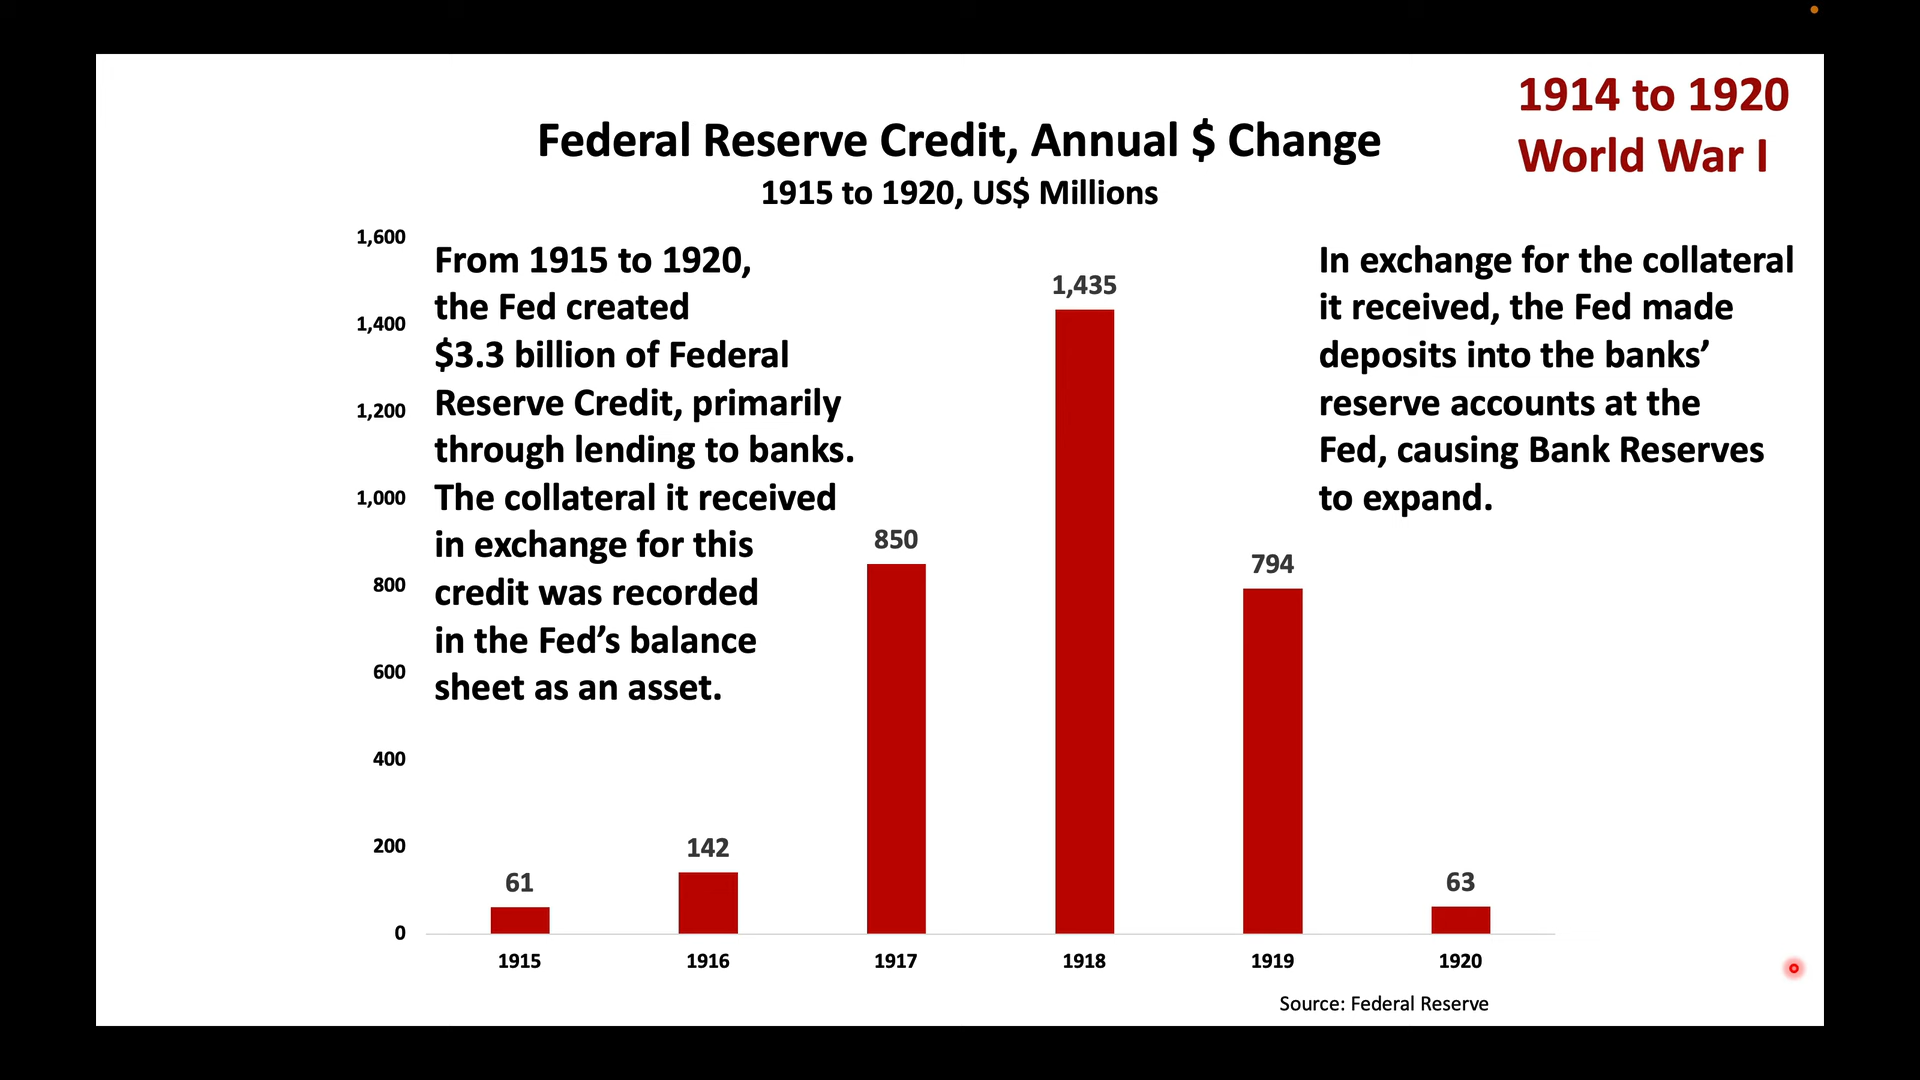 1914 to 1920
World War I
Federal Reserve Credit, Annual $ Change
1915 to 1920, US$ Millions
From 1915 to 1920,
the Fed created
$3.3 billion of Federal
Reserve Credit, primarily
through lending to banks.
The collateral it received
in exchange for this
credit was recorded
in the Fed’s balance
sheet as an asset.
In exchange for the collateral
it received, the Fed made
deposits into the banks’
reserve accounts at the
Fed, causing Bank Reserves
to expand.
1,600
1,400
1,200
1,000
800
600
400
200
0
61
142
850
1,435
794
63
1915
1916
1917
1918
1919
1920
Source: Federal Reserve